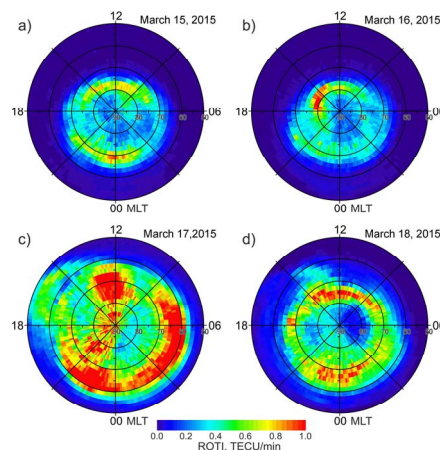 a)
12
March 15, 2015
18
06
00 MLT
b)
12
March 16, 2015
00
00 MLT
c)
12
March 17, 2015
18
06
00 MLT
d)
12
March 18, 2015
18
00 MLT
0.0 0.2 0.4 0.6 0.8 1.0
ROTI, TECU/min